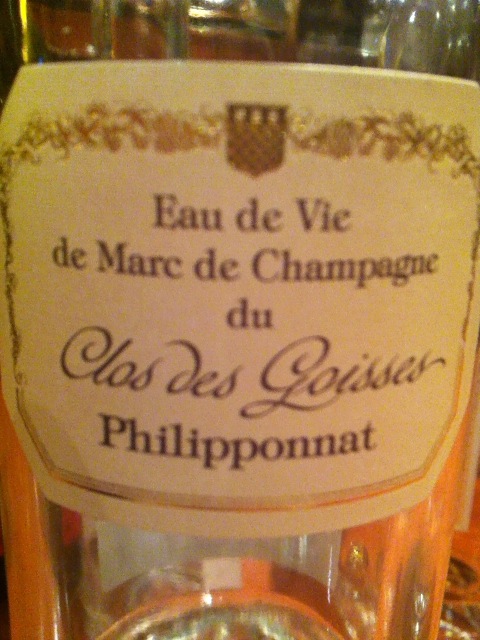 Eau de Vie
de Marc de Champagne
du
Clos des Goisses
Philipponnat